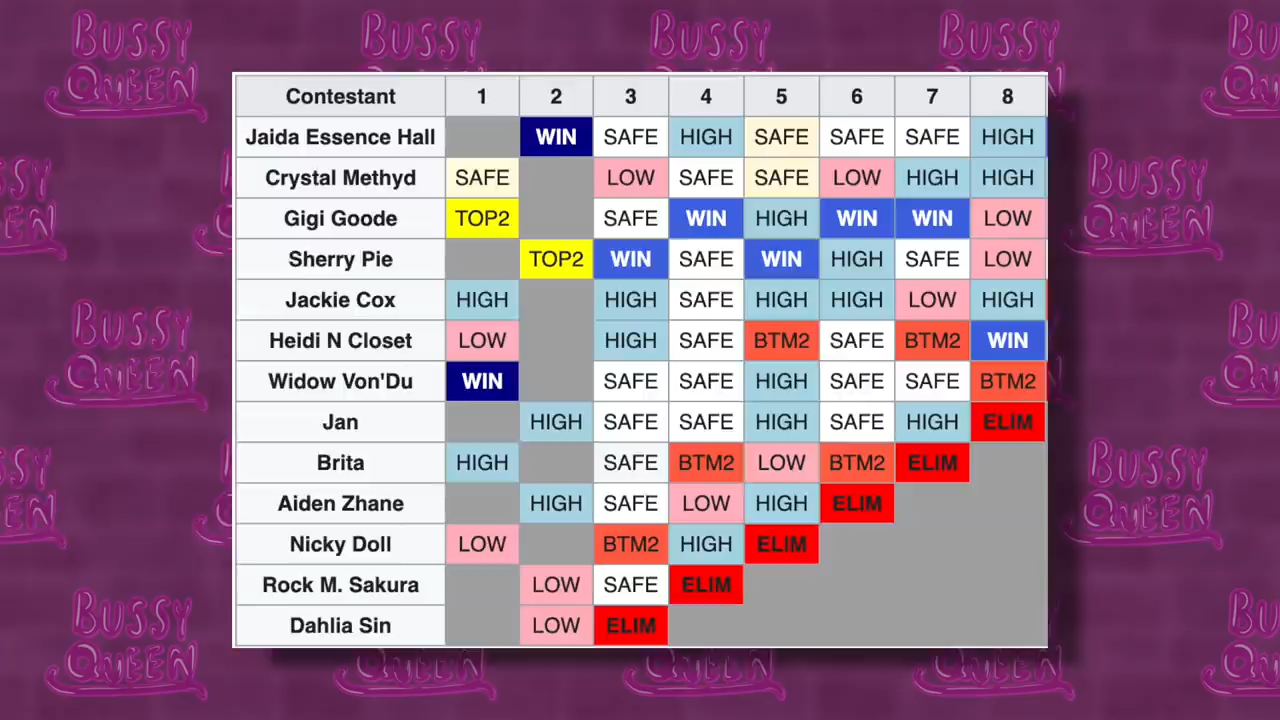 BUSSY QUEEN
Contestant 1 2 3 4 5 6 7 8
Jaida Essence Hall WIN SAFE HIGH SAFE SAFE SAFE HIGH
Crystal Methyd SAFE LOW SAFE SAFE LOW HIGH HIGH
Gigi Goode TOP2 SAFE WIN HIGH WIN WIN LOW
Sherry Pie TOP2 WIN SAFE WIN HIGH SAFE LOW
Jackie Cox HIGH HIGH SAFE HIGH HIGH LOW HIGH
Heidi N Closet LOW HIGH SAFE BTM2 SAFE BTM2 WIN
Widow Von'Du WIN SAFE SAFE HIGH SAFE SAFE BTM2
Jan HIGH SAFE SAFE HIGH SAFE HIGH ELIM
Brita HIGH SAFE BTM2 LOW BTM2 ELIM
Aiden Zhane HIGH SAFE LOW HIGH ELIM
Nicky Doll LOW BTM2 HIGH ELIM
Rock M. Sakura LOW SAFE ELIM
Dahlia Sin LOW ELIM